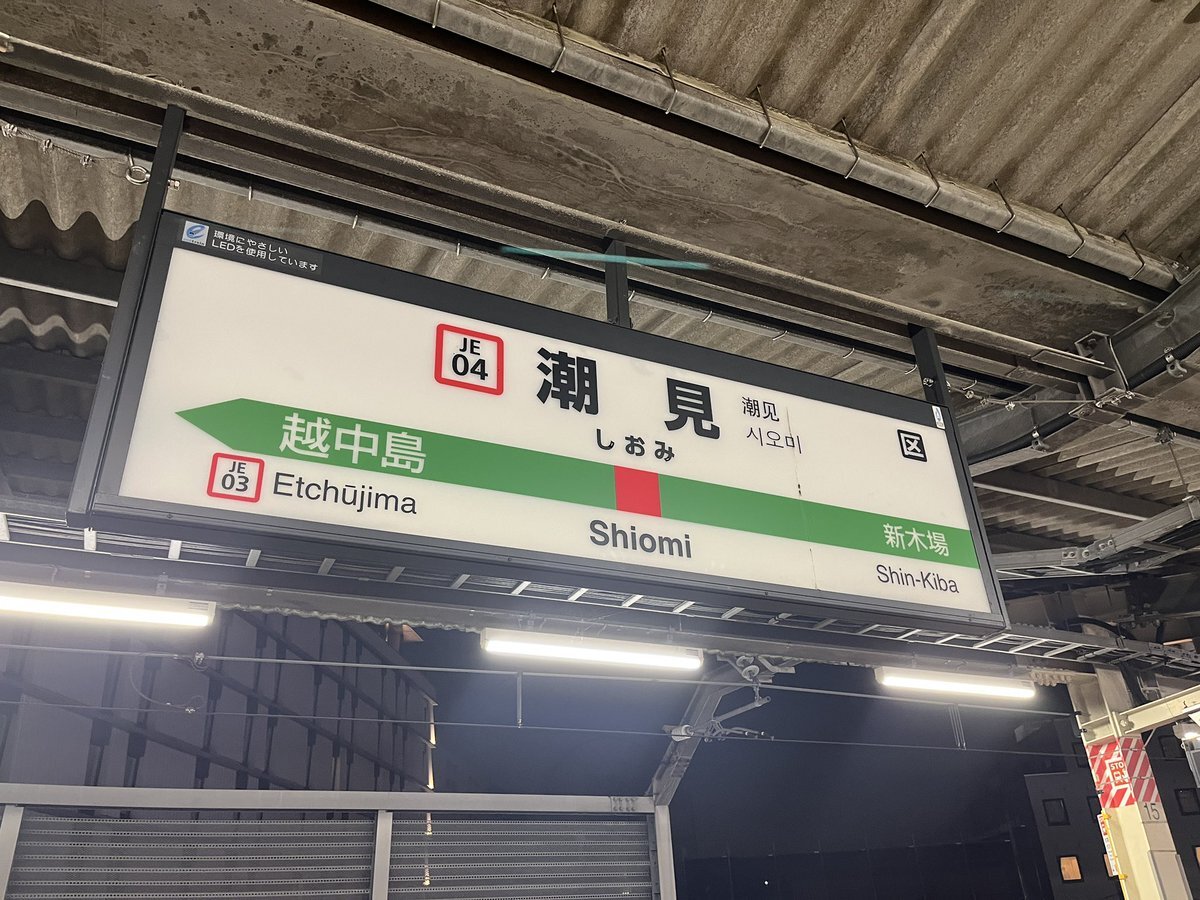 環境にやさしい
LEDを使用しています
JE
04
潮見
潮见
시오미
しおみ
区
越中島
新木場
JE
03
Etchūjima
Shiomi
Shin-Kiba
15